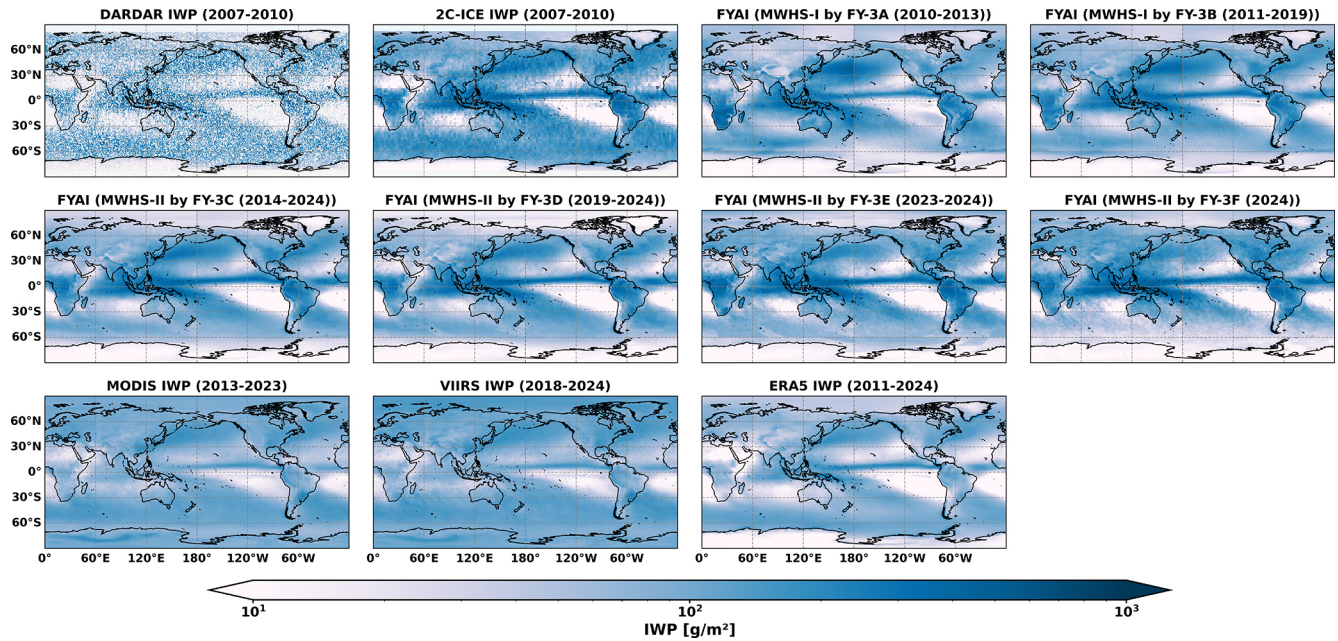 DARDAR IWP (2007-2010)
2C-ICE IWP (2007-2010)
FYAI (MWHS-I by FY-3A (2010-2013))
FYAI (MWHS-I by FY-3B (2011-2019))
60°N
30°N
0°
30°S
60°S
FYAI (MWHS-II by FY-3C (2014-2024))
FYAI (MWHS-II by FY-3D (2019-2024))
FYAI (MWHS-II by FY-3E (2023-2024))
FYAI (MWHS-II by FY-3F (2024))
60°N
30°N
0°
30°S
60°S
MODIS IWP (2013-2023)
VIIRS IWP (2018-2024)
ERA5 IWP (2011-2024)
60°N
30°N
0°
30°S
60°S
0° 60°E 120°E 180° 120°W 60°W
0° 60°E 120°E 180° 120°W 60°W
0° 60°E 120°E 180° 120°W 60°W
10¹ 10² 10³
IWP [g/m²]